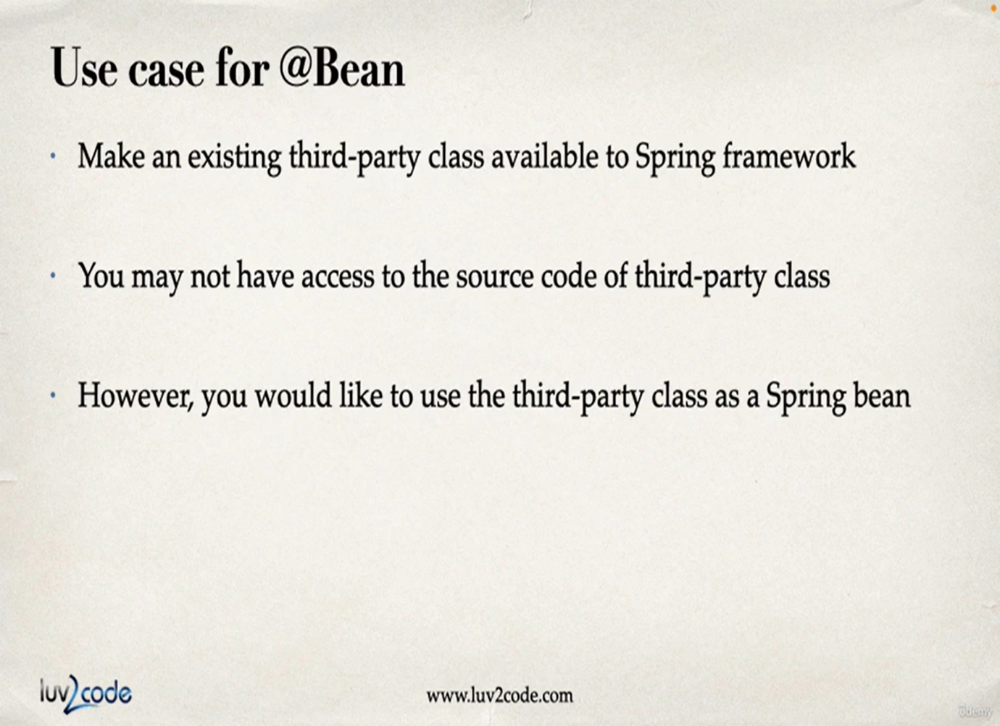 Use case for @Bean
• Make an existing third-party class available to Spring framework
• You may not have access to the source code of third-party class
• However, you would like to use the third-party class as a Spring bean
luv2code
www.luv2code.com
Udemy